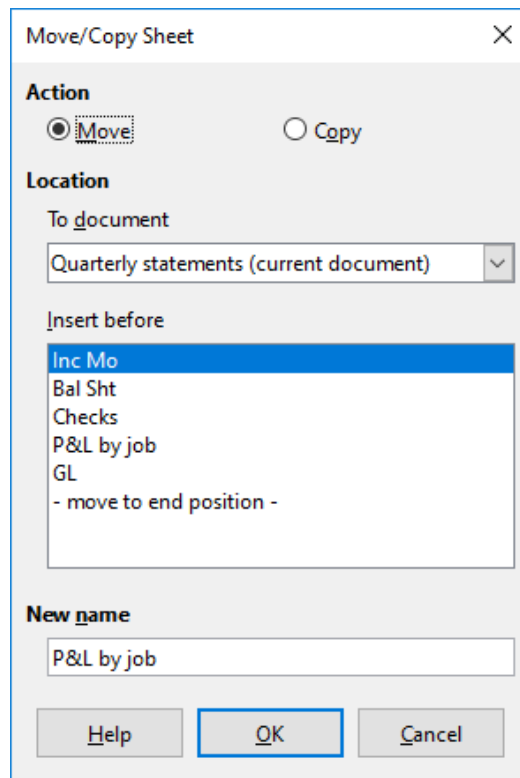 Move/Copy Sheet
Action
Move
Copy
Location
To document
Quarterly statements (current document)
Insert before
Inc Mo
Bal Sht
Checks
P&L by job
GL
- move to end position -
New name
P&L by job
Help
OK
Cancel